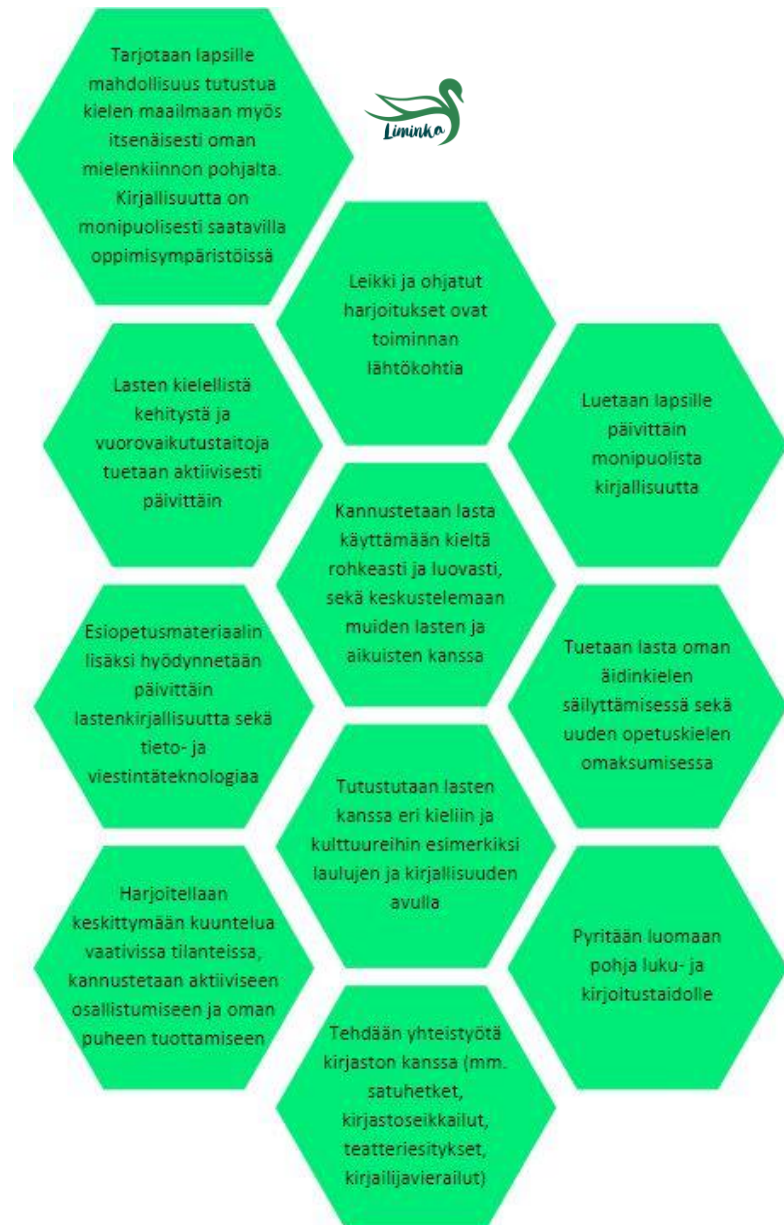 Tarjotaan lapsille
mahdollisuus tutustua
kielen maailmaan myös
itsenäisesti oman
mielenkiinnon pohjalta.
Kirjallisuutta on
monipuolisesti saatavilla
oppimisympäristöissä
Liminka
Leikki ja ohjatut
harjoitukset ovat
toiminnan
lähtökohtia
Lasten kielellistä
kehitystä ja
vuorovaikutustaitoja
tuetaan aktiivisesti
päivittäin
Luetaan lapsille
päivittäin
monipuolista
kirjallisuutta
Kannustetaan lasta
käyttämään kieltä
rohkeasti ja luovasti,
sekä keskustelemaan
muiden lasten ja
aikuisten kanssa
Esiopetusmateriaalin
lisäksi hyödynnetään
päivittäin
lastenkirjallisuutta sekä
tieto- ja
viestintäteknologiaa
Tuetaan lasta oman
äidinkielen
säilyttämisessä sekä
uuden opetuskielen
omaksumisessa
Tutustutaan lasten
kanssa eri kieliin ja
kulttuureihin esimerkiksi
laulujen ja kirjallisuuden
avulla
Harjoitellaan
keskittymään kuuntelua
vaativissa tilanteissa,
kannustetaan aktiiviseen
osallistumiseen ja oman
puheen tuottamiseen
Pyritään luomaan
pohja luku- ja
kirjoitustaidolle
Tehdään yhteistyötä
kirjaston kanssa (mm.
satuhetket,
kirjastoseikkailut,
teatteriesitykset,
kirjailijavierailut)